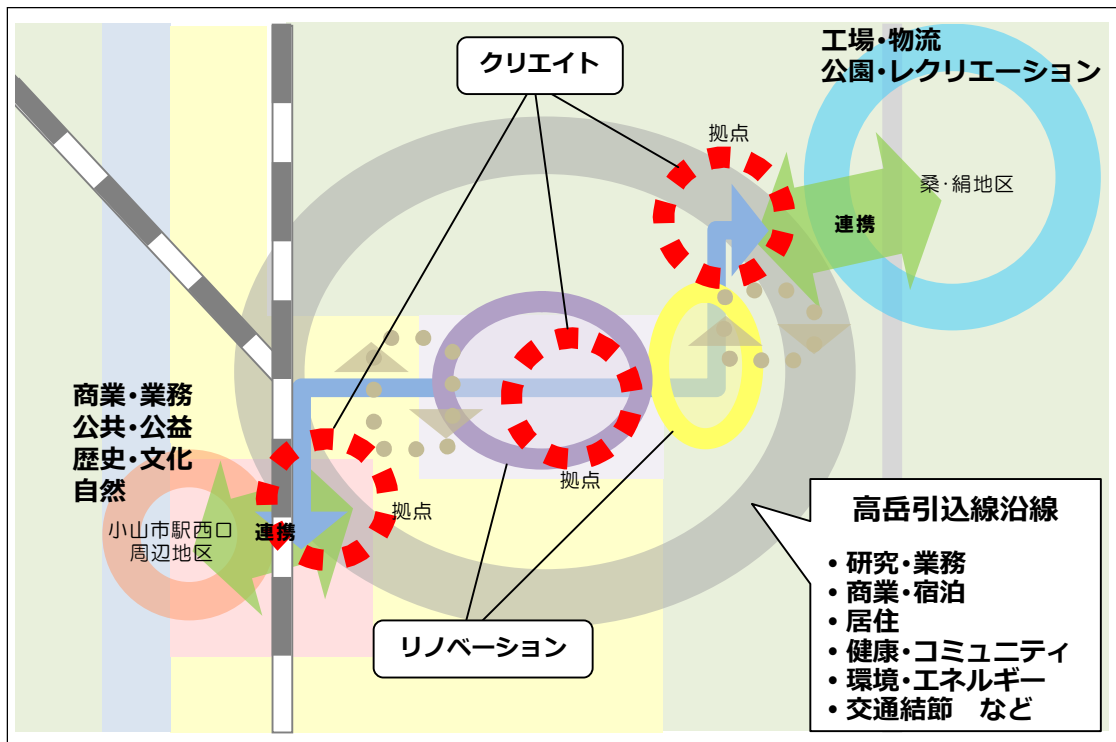 クリエイト
工場・物流
公園・レクリエーション
拠点
桑・絹地区
連携
商業・業務
公共・公益
歴史・文化
自然
小山市駅西口
周辺地区
連携
拠点
拠点
リノベーション
高岳引込線沿線
・研究・業務
・商業・宿泊
・居住
・健康・コミュニティ
・環境・エネルギー
・交通結節　など